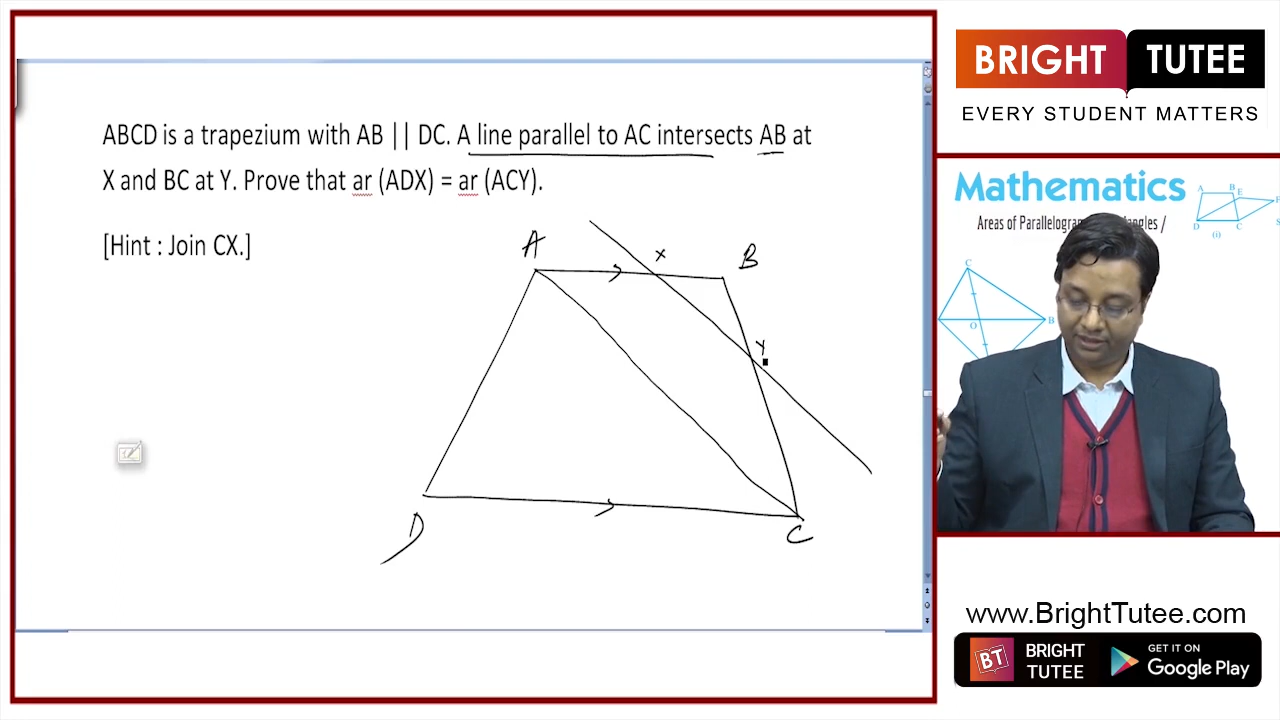 ABCD is a trapezium with AB || DC. A line parallel to AC intersects AB at
X and BC at Y. Prove that ar (ADX) = ar (ACY).
[Hint : Join CX.]
A
X
B
Y
D
C
BRIGHT TUTEE
EVERY STUDENT MATTERS
Mathematics
Areas of Parallelogram
/
A
B
E
D
C
(i)
C
O
B
www.BrightTutee.com
BT
BRIGHT
TUTEE
GET IT ON
Google Play